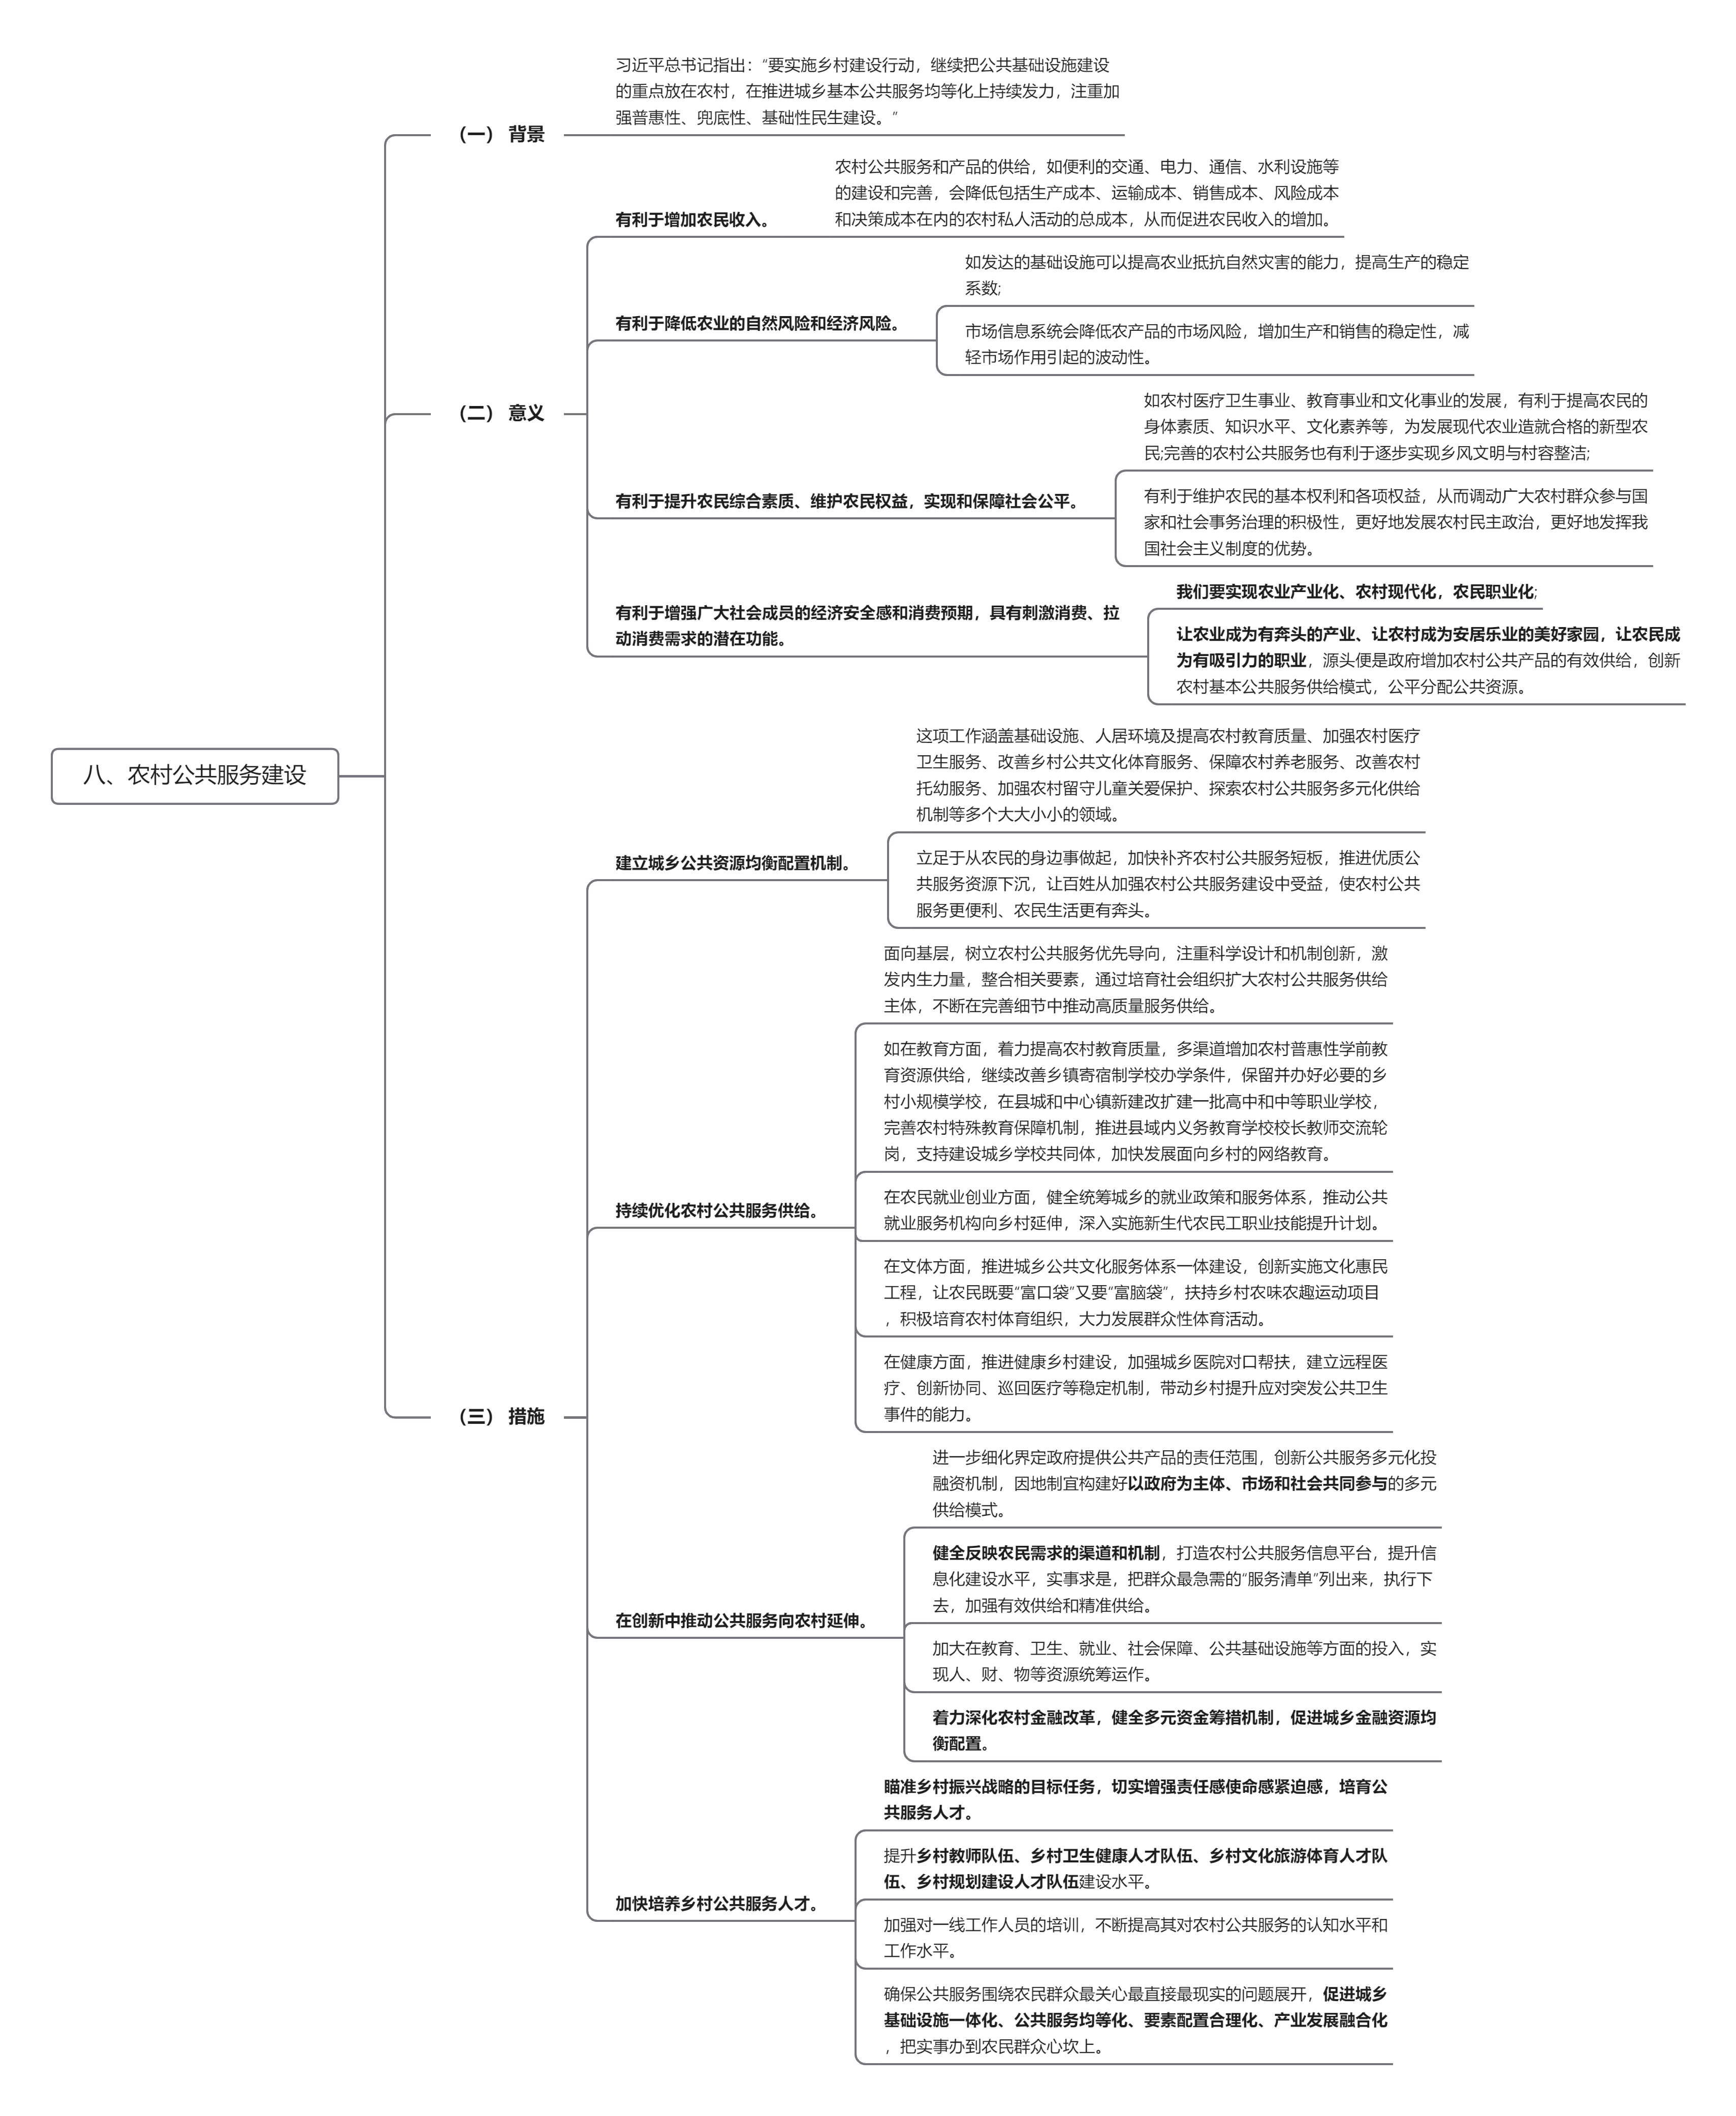 八、农村公共服务建设
（一） 背景
习近平总书记指出：“要实施乡村建设行动，继续把公共基础设施建设
的重点放在农村，在推进城乡基本公共服务均等化上持续发力，注重加
强普惠性、兜底性、基础性民生建设。”
（二） 意义
有利于增加农民收入。
农村公共服务和产品的供给，如便利的交通、电力、通信、水利设施等
的建设和完善，会降低包括生产成本、运输成本、销售成本、风险成本
和决策成本在内的农村私人活动的总成本，从而促进农民收入的增加。
有利于降低农业的自然风险和经济风险。
如发达的基础设施可以提高农业抵抗自然灾害的能力，提高生产的稳定
系数;
市场信息系统会降低农产品的市场风险，增加生产和销售的稳定性，减
轻市场作用引起的波动性。
有利于提升农民综合素质、维护农民权益，实现和保障社会公平。
如农村医疗卫生事业、教育事业和文化事业的发展，有利于提高农民的
身体素质、知识水平、文化素养等，为发展现代农业造就合格的新型农
民;完善的农村公共服务也有利于逐步实现乡风文明与村容整洁;
有利于维护农民的基本权利和各项权益，从而调动广大农村群众参与国
家和社会事务治理的积极性，更好地发展农村民主政治，更好地发挥我
国社会主义制度的优势。
有利于增强广大社会成员的经济安全感和消费预期，具有刺激消费、拉
动消费需求的潜在功能。
我们要实现农业产业化、农村现代化，农民职业化;
让农业成为有奔头的产业、让农村成为安居乐业的美好家园，让农民成
为有吸引力的职业，源头便是政府增加农村公共产品的有效供给，创新
农村基本公共服务供给模式，公平分配公共资源。
（三） 措施
建立城乡公共资源均衡配置机制。
这项工作涵盖基础设施、人居环境及提高农村教育质量、加强农村医疗
卫生服务、改善乡村公共文化体育服务、保障农村养老服务、改善农村
托幼服务、加强农村留守儿童关爱保护、探索农村公共服务多元化供给
机制等多个大大小小的领域。
立足于从农民的身边事做起，加快补齐农村公共服务短板，推进优质公
共服务资源下沉，让百姓从加强农村公共服务建设中受益，使农村公共
服务更便利、农民生活更有奔头。
持续优化农村公共服务供给。
面向基层，树立农村公共服务优先导向，注重科学设计和机制创新，激
发内生力量，整合相关要素，通过培育社会组织扩大农村公共服务供给
主体，不断在完善细节中推动高质量服务供给。
如在教育方面，着力提高农村教育质量，多渠道增加农村普惠性学前教
育资源供给，继续改善乡镇寄宿制学校办学条件，保留并办好必要的乡
村小规模学校，在县城和中心镇新建改扩建一批高中和中等职业学校，
完善农村特殊教育保障机制，推进县域内义务教育学校校长教师交流轮
岗，支持建设城乡学校共同体，加快发展面向乡村的网络教育。
在农民就业创业方面，健全统筹城乡的就业政策和服务体系，推动公共
就业服务机构向乡村延伸，深入实施新生代农民工职业技能提升计划。
在文体方面，推进城乡公共文化服务体系一体建设，创新实施文化惠民
工程，让农民既要“富口袋”又要“富脑袋”，扶持乡村农味农趣运动项目
，积极培育农村体育组织，大力发展群众性体育活动。
在健康方面，推进健康乡村建设，加强城乡医院对口帮扶，建立远程医
疗、创新协同、巡回医疗等稳定机制，带动乡村提升应对突发公共卫生
事件的能力。
在创新中推动公共服务向农村延伸。
进一步细化界定政府提供公共产品的责任范围，创新公共服务多元化投
融资机制，因地制宜构建好以政府为主体、市场和社会共同参与的多元
供给模式。
健全反映农民需求的渠道和机制，打造农村公共服务信息平台，提升信
息化建设水平，实事求是，把群众最急需的“服务清单”列出来，执行下
去，加强有效供给和精准供给。
加大在教育、卫生、就业、社会保障、公共基础设施等方面的投入，实
现人、财、物等资源统筹运作。
着力深化农村金融改革，健全多元资金筹措机制，促进城乡金融资源均
衡配置。
加快培养乡村公共服务人才。
瞄准乡村振兴战略的目标任务，切实增强责任感使命感紧迫感，培育公
共服务人才。
提升乡村教师队伍、乡村卫生健康人才队伍、乡村文化旅游体育人才队
伍、乡村规划建设人才队伍建设水平。
加强对一线工作人员的培训，不断提高其对农村公共服务的认知水平和
工作水平。
确保公共服务围绕农民群众最关心最直接最现实的问题展开，促进城乡
基础设施一体化、公共服务均等化、要素配置合理化、产业发展融合化
，把实事办到农民群众心坎上。